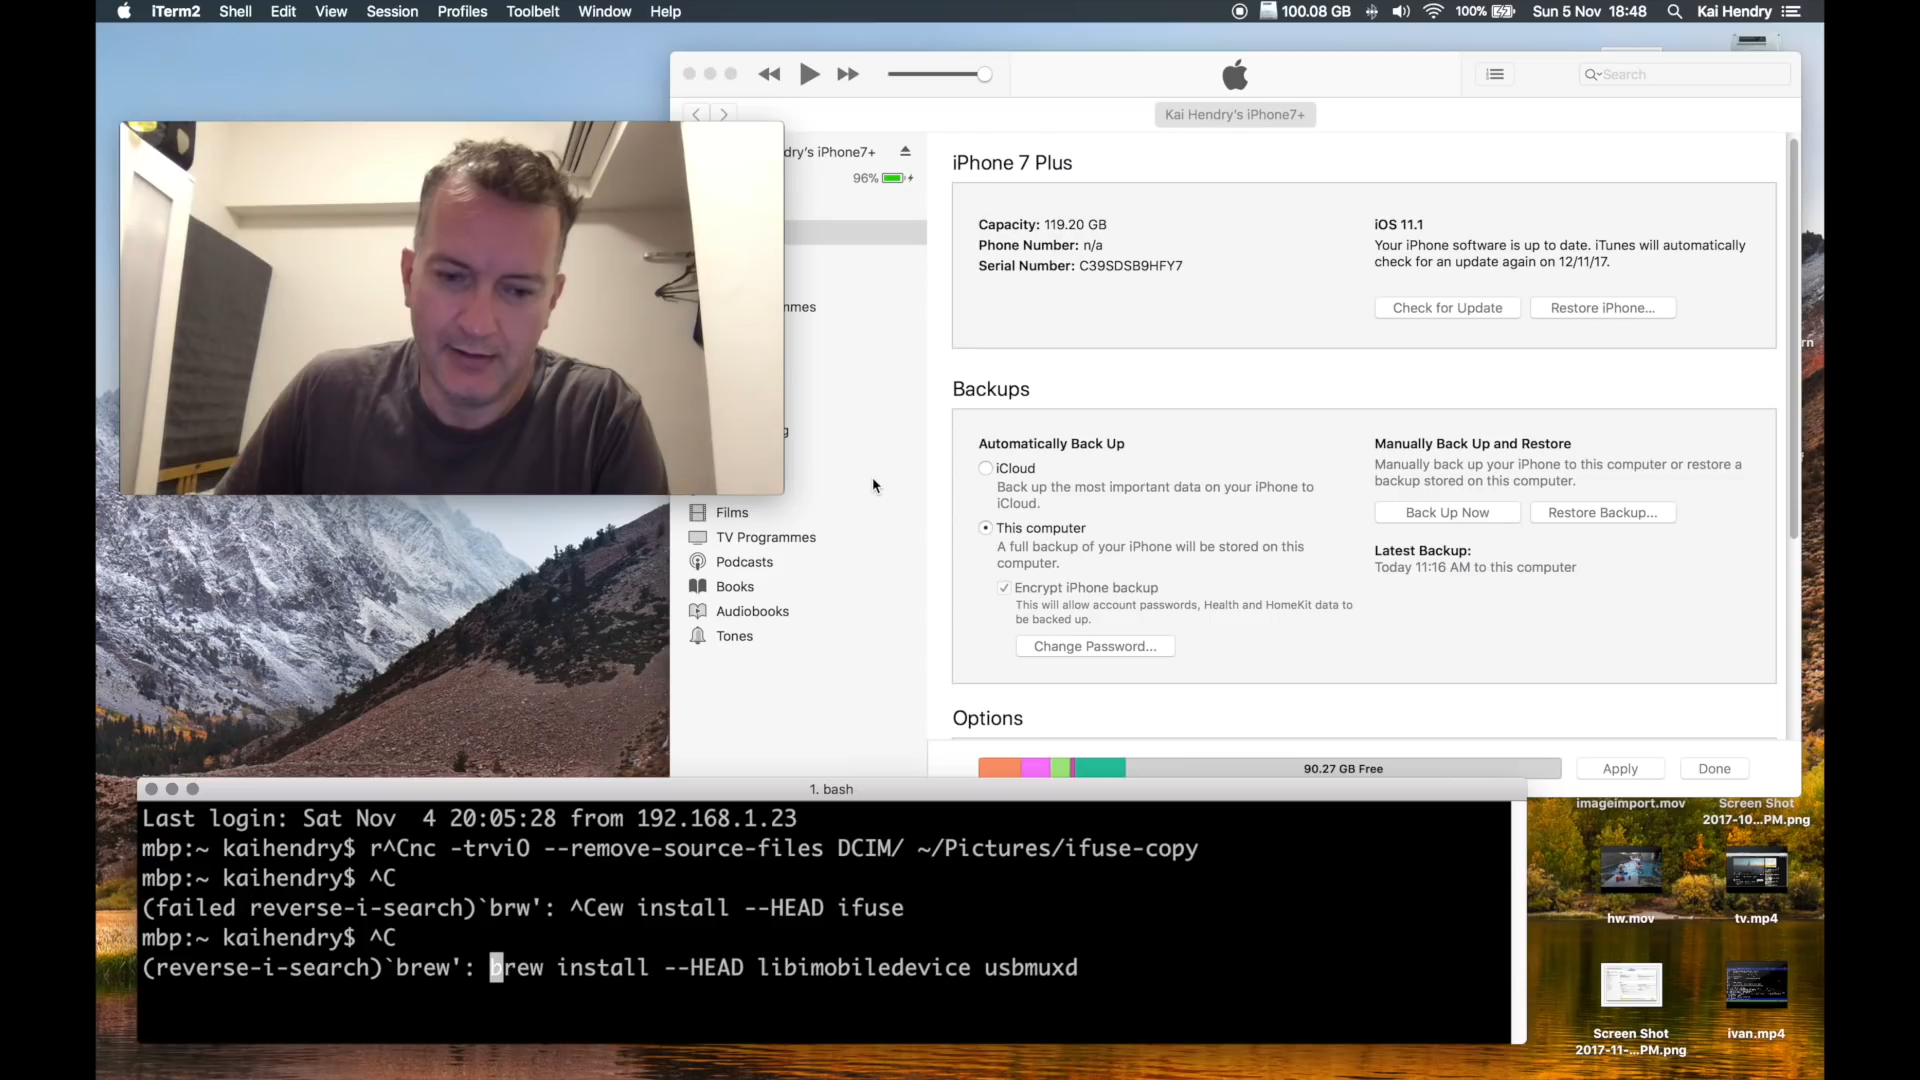 iTerm2 Shell Edit View Session Profiles Toolbelt Window Help 100.08 GB 100% Sun 5 Nov 18:48 Kai Hendry
Search
Kai Hendry's iPhone7+
dry's iPhone7+
96%
mmes
Films
TV Programmes
Podcasts
Books
Audiobooks
Tones
iPhone 7 Plus
Capacity: 119.20 GB
Phone Number: n/a
Serial Number: C39SDSB9HFY7
iOS 11.1
Your iPhone software is up to date. iTunes will automatically
check for an update again on 12/11/17.
Check for Update Restore iPhone...
Backups
Automatically Back Up
iCloud
Back up the most important data on your iPhone to
iCloud.
This computer
A full backup of your iPhone will be stored on this
computer.
Encrypt iPhone backup
This will allow account passwords, Health and HomeKit data to
be backed up.
Change Password...
Manually Back Up and Restore
Manually back up your iPhone to this computer or restore a
backup stored on this computer.
Back Up Now Restore Backup...
Latest Backup:
Today 11:16 AM to this computer
Options
90.27 GB Free Apply Done
1. bash
Last login: Sat Nov  4 20:05:28 from 192.168.1.23
mbp:~ kaihendry$ r^Cnc -trviO --remove-source-files DCIM/ ~/Pictures/ifuse-copy
mbp:~ kaihendry$ ^C
(failed reverse-i-search)`brw': ^Cew install --HEAD ifuse
mbp:~ kaihendry$ ^C
(reverse-i-search)`brew': brew install --HEAD libimobiledevice usbmuxd
imageimport.mov
Screen Shot
2017-10...PM.png
hw.mov
tv.mp4
Screen Shot
2017-11-...PM.png
ivan.mp4